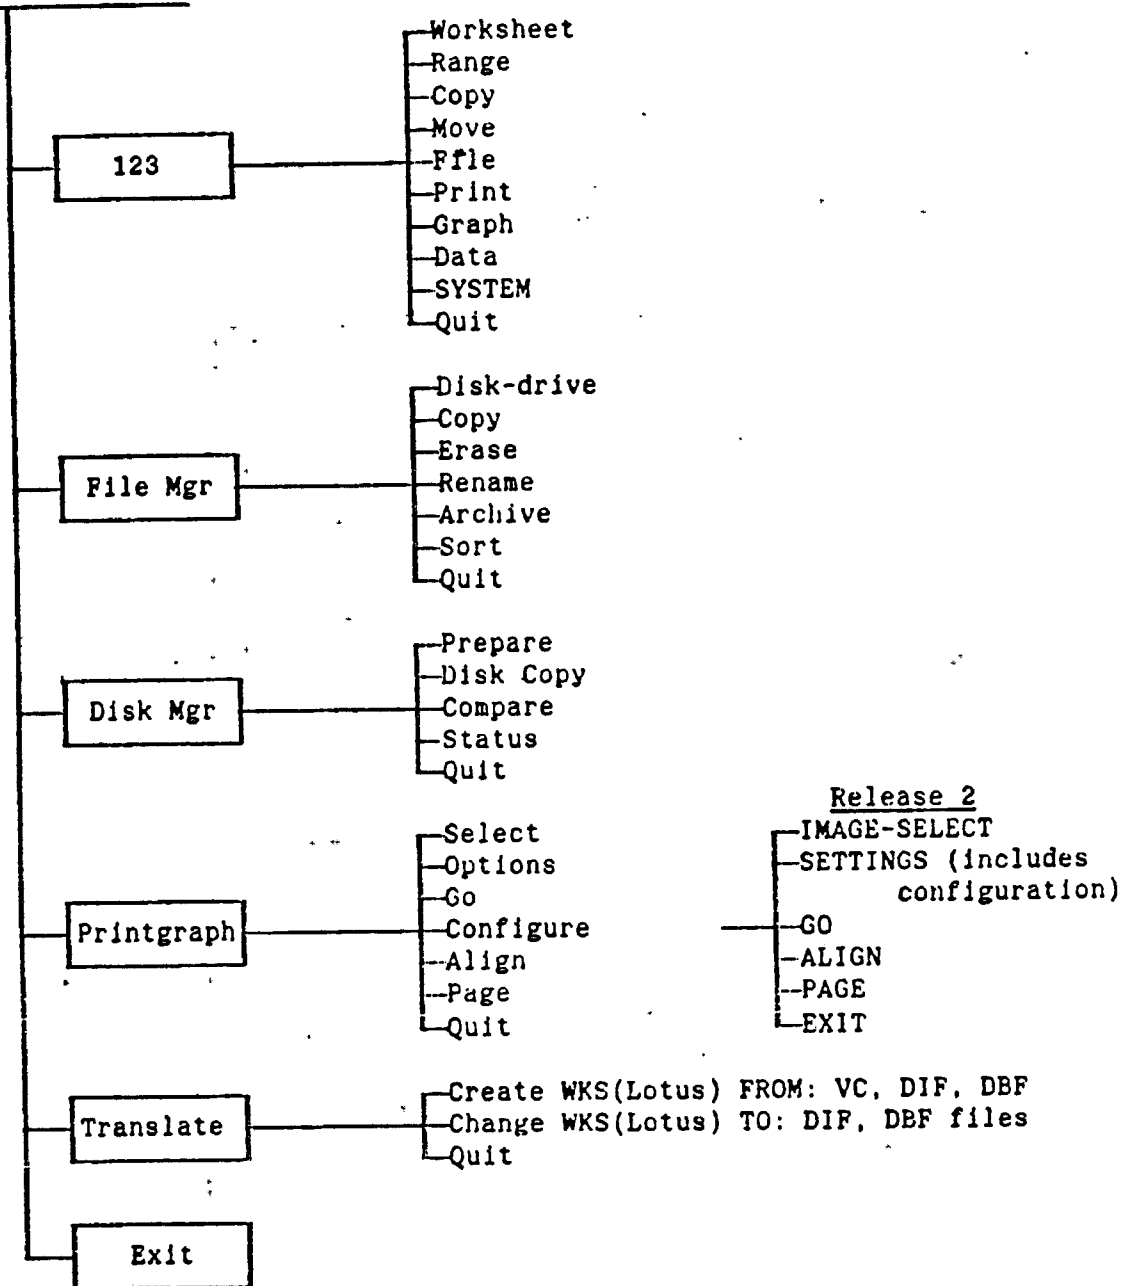 Worksheet
Range
Copy
Move
123
File
Print
Graph
Data
SYSTEM
Quit
Disk-drive
Copy
Erase
File Mgr
Rename
Archive
Sort
Quit
Prepare
Disk Copy
Disk Mgr
Compare
Status
Quit
Select
Options
Go
Printgraph
Configure
Align
Page
Quit
Release 2
IMAGE-SELECT
SETTINGS (includes
configuration)
GO
ALIGN
PAGE
EXIT
Create WKS(Lotus) FROM: VC, DIF, DBF
Translate
Change WKS(Lotus) TO: DIF, DBF files
Quit
Exit